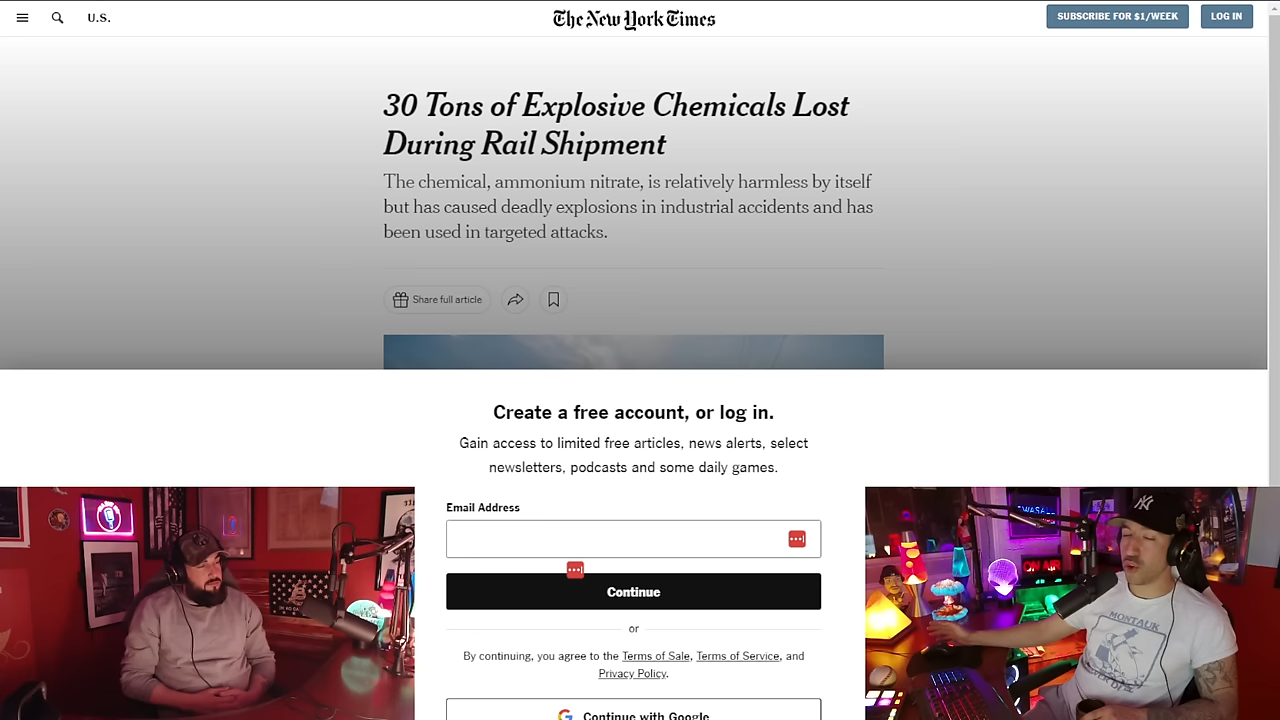 U.S.
The New York Times
SUBSCRIBE FOR $1/WEEK
LOG IN
30 Tons of Explosive Chemicals Lost
During Rail Shipment
The chemical, ammonium nitrate, is relatively harmless by itself
but has caused deadly explosions in industrial accidents and has
been used in targeted attacks.
Share full article
Create a free account, or log in.
Gain access to limited free articles, news alerts, select
newsletters, podcasts and some daily games.
Email Address
Continue
or
By continuing, you agree to the Terms of Sale, Terms of Service, and
Privacy Policy.
Continue with Google
ON AIR
MONTAUK